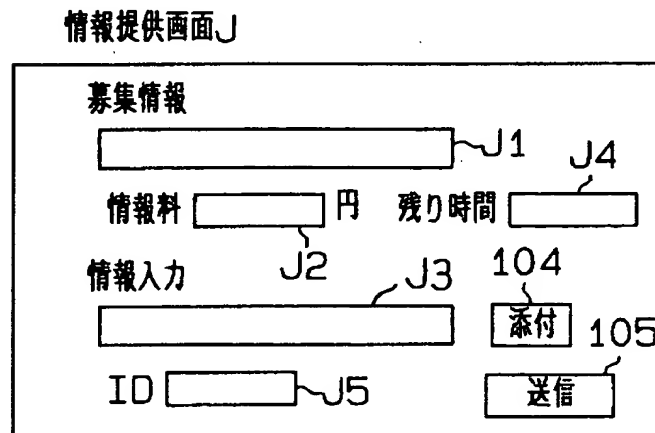 情報提供画面J
募集情報
J1
J4
情報料 円 残り時間
J2
情報入力 J3 104
添付 105
ID J5 送信